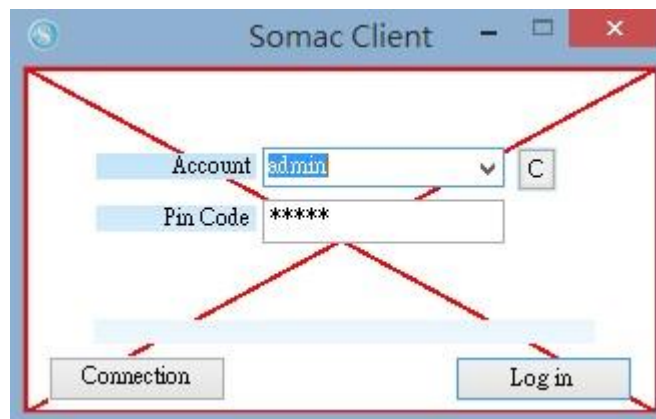 Somac Client
Account admin C
Pin Code *****
Connection Log in